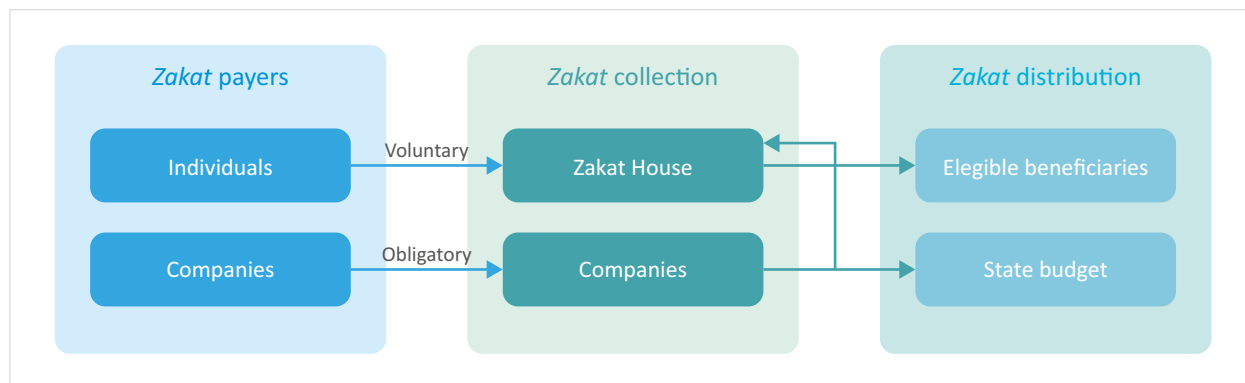 Zakat payers
Zakat collection
Zakat distribution
Individuals
Voluntary
Zakat House
Elegible beneficiaries
Companies
Obligatory
Companies
State budget